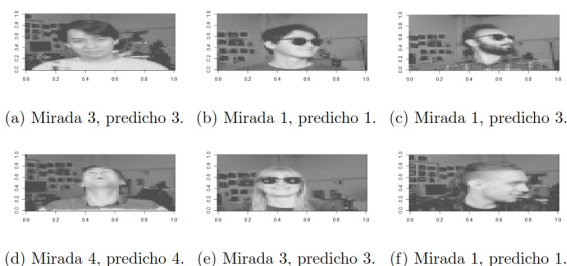 (a) Mirada 3, predicho 3. (b) Mirada 1, predicho 1. (c) Mirada 1, predicho 3.
(d) Mirada 4, predicho 4. (e) Mirada 3, predicho 3. (f) Mirada 1, predicho 1.